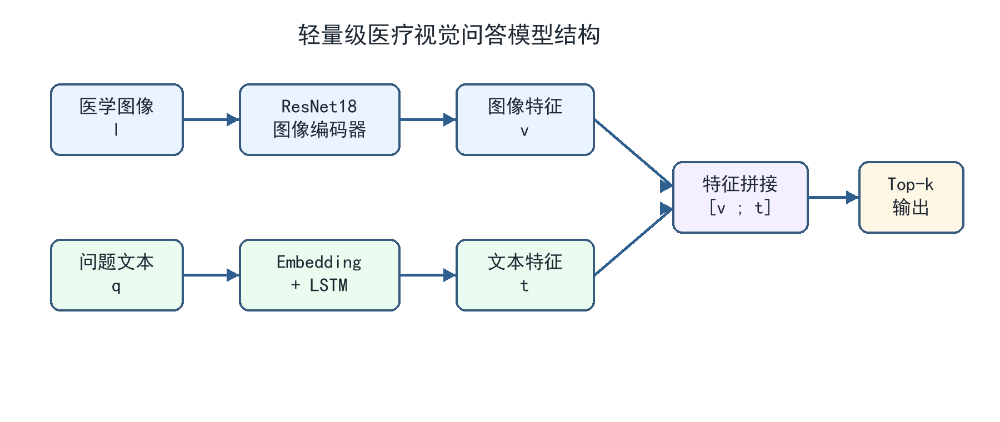 轻量级医疗视觉问答模型结构
医学图像
I
ResNet18
图像编码器
图像特征
v
特征拼接
[v ; t]
Top-k
输出
问题文本
q
Embedding
+ LSTM
文本特征
t